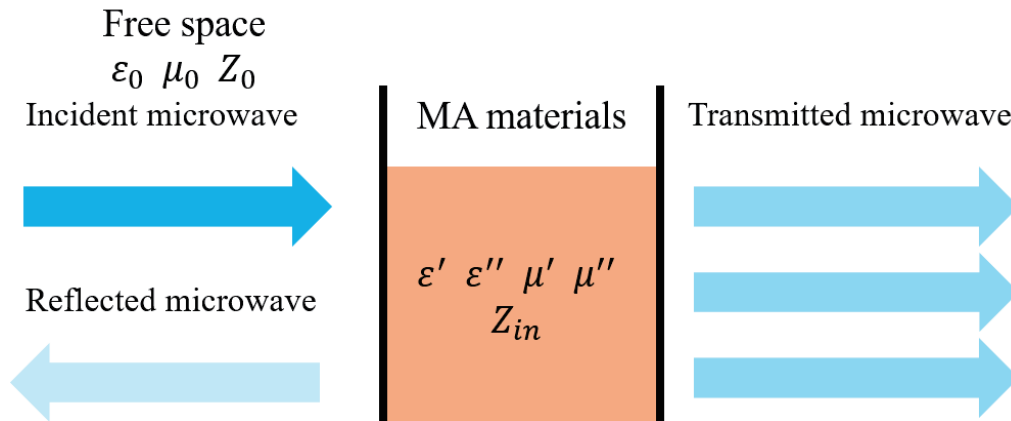 Free space
ε₀ μ₀ Z₀
Incident microwave
MA materials
Transmitted microwave
ε′ ε″ μ′ μ″
Zᵢₙ
Reflected microwave